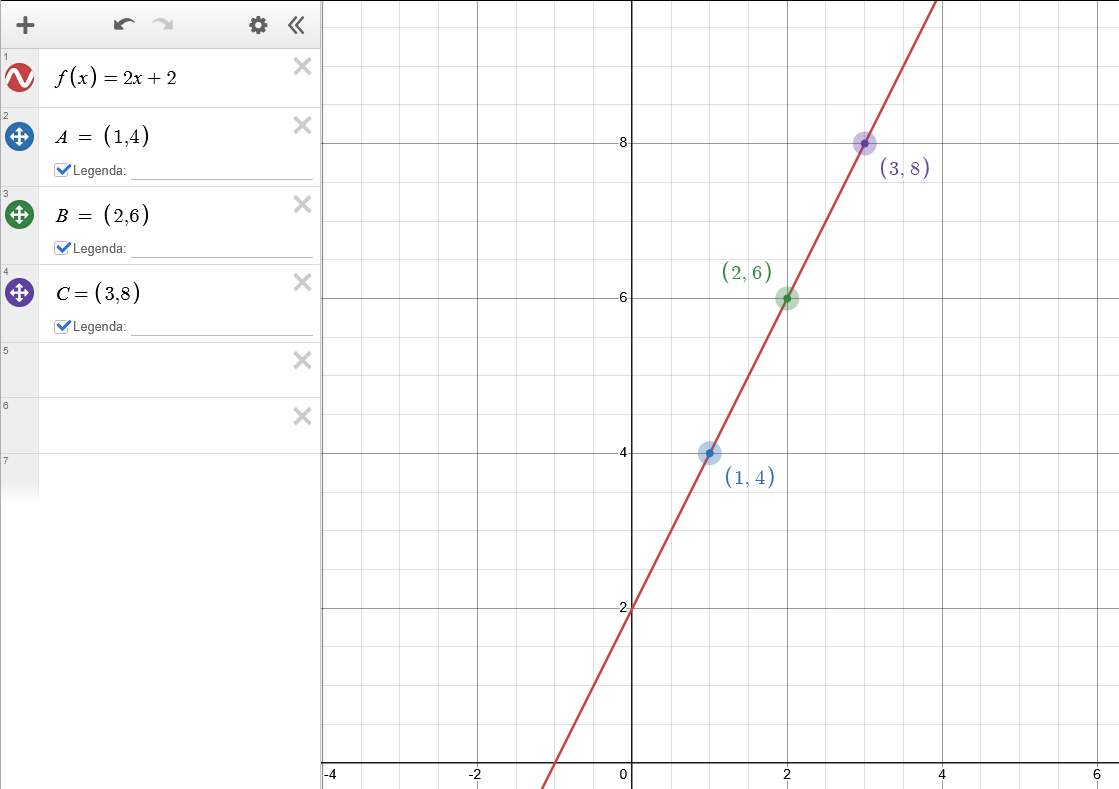 1
f(x) = 2x + 2
2
A = (1,4)
Legenda:
3
B = (2,6)
Legenda:
4
C = (3,8)
Legenda:
5
6
7
8
(3, 8)
(2, 6)
6
4
(1, 4)
2
-4 -2 0 2 4 6